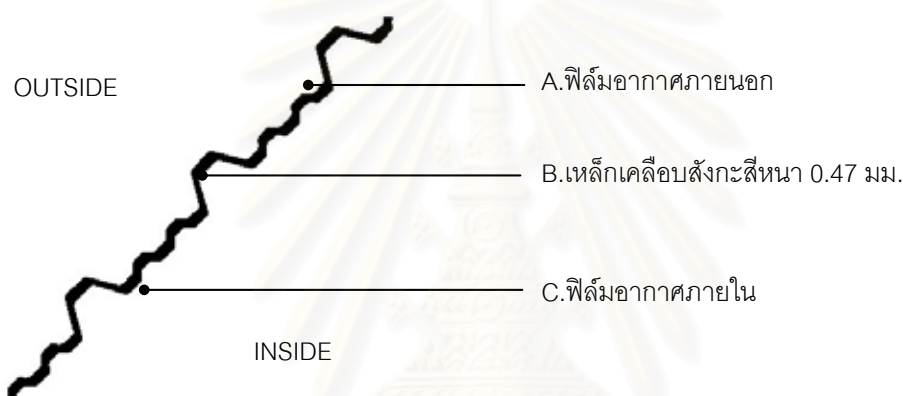 OUTSIDE
A.ฟิล์มอากาศภายนอก
B.เหล็กเคลือบสังกะสีหนา 0.47 มม.
C.ฟิล์มอากาศภายใน
INSIDE